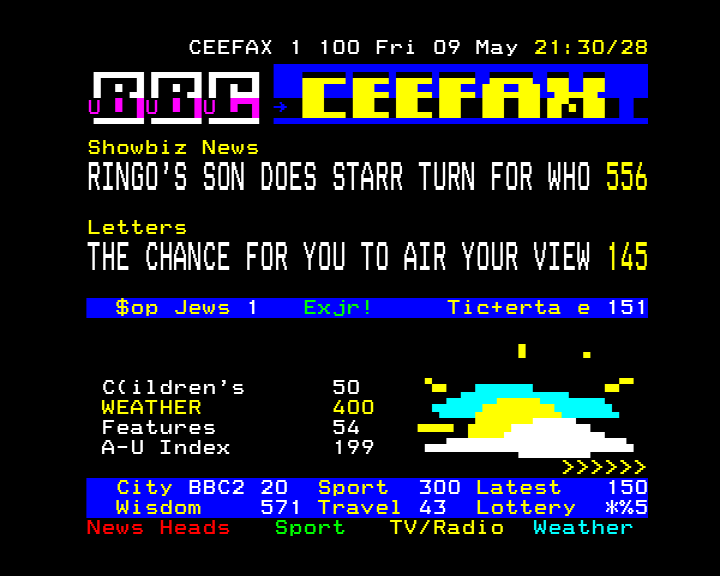 CEEFAX 1 100 Fri 09 May 21:30/28
BBC CEEFAX
Showbiz News
RINGO'S SON DOES STARR TURN FOR WHO 556
Letters
THE CHANCE FOR YOU TO AIR YOUR VIEW 145
$op Jews 1 Exjr! Tic+erta e 151
C(ildren's 50
WEATHER 400
Features 54
A-U Index 199
>>>>>>
City BBC2 20 Sport 300 Latest 150
Wisdom 571 Travel 43 Lottery *%5
News Heads Sport TV/Radio Weather